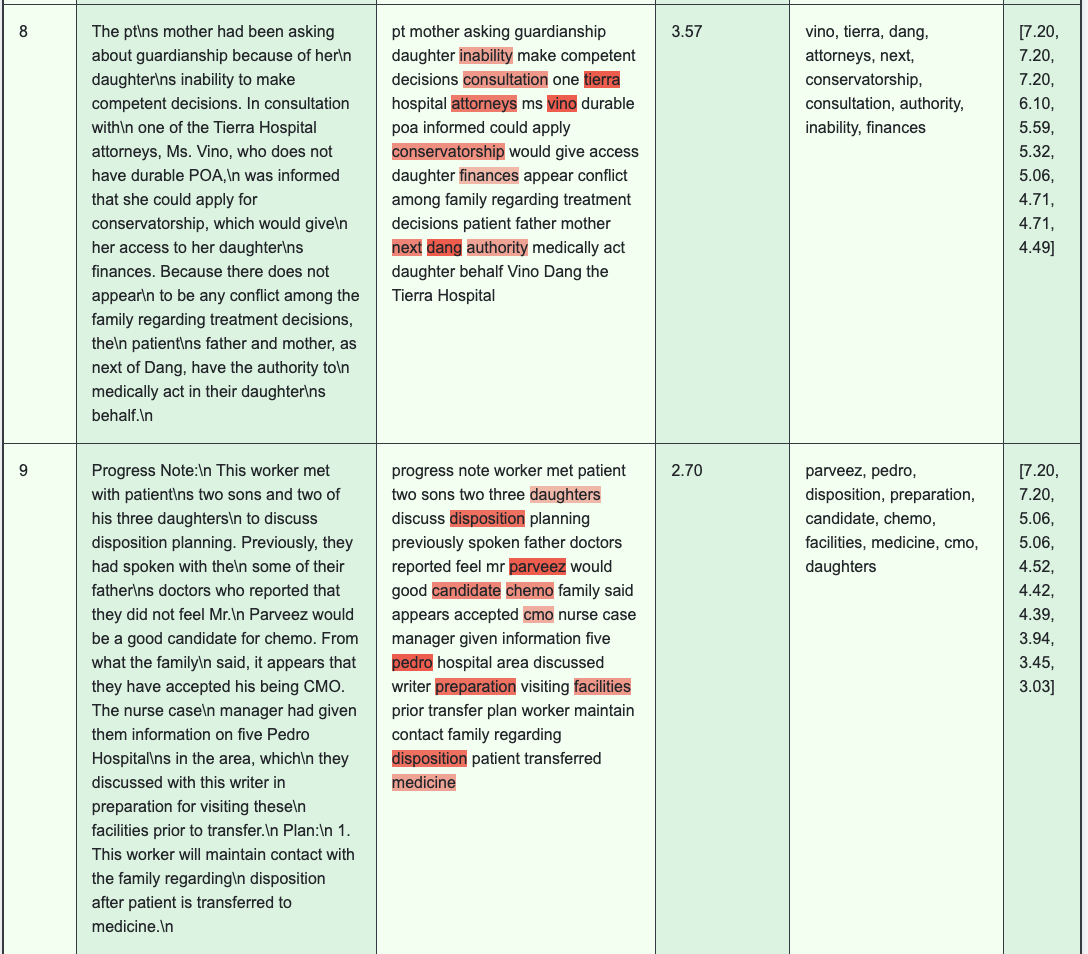 8
The pt\ns mother had been asking
about guardianship because of her\n
daughter\ns inability to make
competent decisions. In consultation
with\n one of the Tierra Hospital
attorneys, Ms. Vino, who does not
have durable POA,\n was informed
that she could apply for
conservatorship, which would give\n
her access to her daughter\ns
finances. Because there does not
appear\n to be any conflict among the
family regarding treatment decisions,
the\n patient\ns father and mother, as
next of Dang, have the authority to\n
medically act in their daughter\ns
behalf.\n
pt mother asking guardianship
daughter inability make competent
decisions consultation one tierra
hospital attorneys ms vino durable
poa informed could apply
conservatorship would give access
daughter finances appear conflict
among family regarding treatment
decisions patient father mother
next dang authority medically act
daughter behalf Vino Dang the
Tierra Hospital
3.57
vino, tierra, dang,
attorneys, next,
conservatorship,
consultation, authority,
inability, finances
[7.20,
7.20,
7.20,
6.10,
5.59,
5.32,
5.06,
4.71,
4.71,
4.49]
9
Progress Note:\n This worker met
with patient\ns two sons and two of
his three daughters\n to discuss
disposition planning. Previously, they
had spoken with the\n some of their
father\ns doctors who reported that
they did not feel Mr.\n Parveez would
be a good candidate for chemo. From
what the family\n said, it appears that
they have accepted his being CMO.
The nurse case\n manager had given
them information on five Pedro
Hospital\ns in the area, which\n they
discussed with this writer in
preparation for visiting these\n
facilities prior to transfer.\n Plan:\n 1.
This worker will maintain contact with
the family regarding\n disposition
after patient is transferred to
medicine.\n
progress note worker met patient
two sons two three daughters
discuss disposition planning
previously spoken father doctors
reported feel mr parveez would
good candidate chemo family said
appears accepted cmo nurse case
manager given information five
pedro hospital area discussed
writer preparation visiting facilities
prior transfer plan worker maintain
contact family regarding
disposition patient transferred
medicine
2.70
parveez, pedro,
disposition, preparation,
candidate, chemo,
facilities, medicine, cmo,
daughters
[7.20,
7.20,
5.06,
5.06,
4.52,
4.42,
4.39,
3.94,
3.45,
3.03]